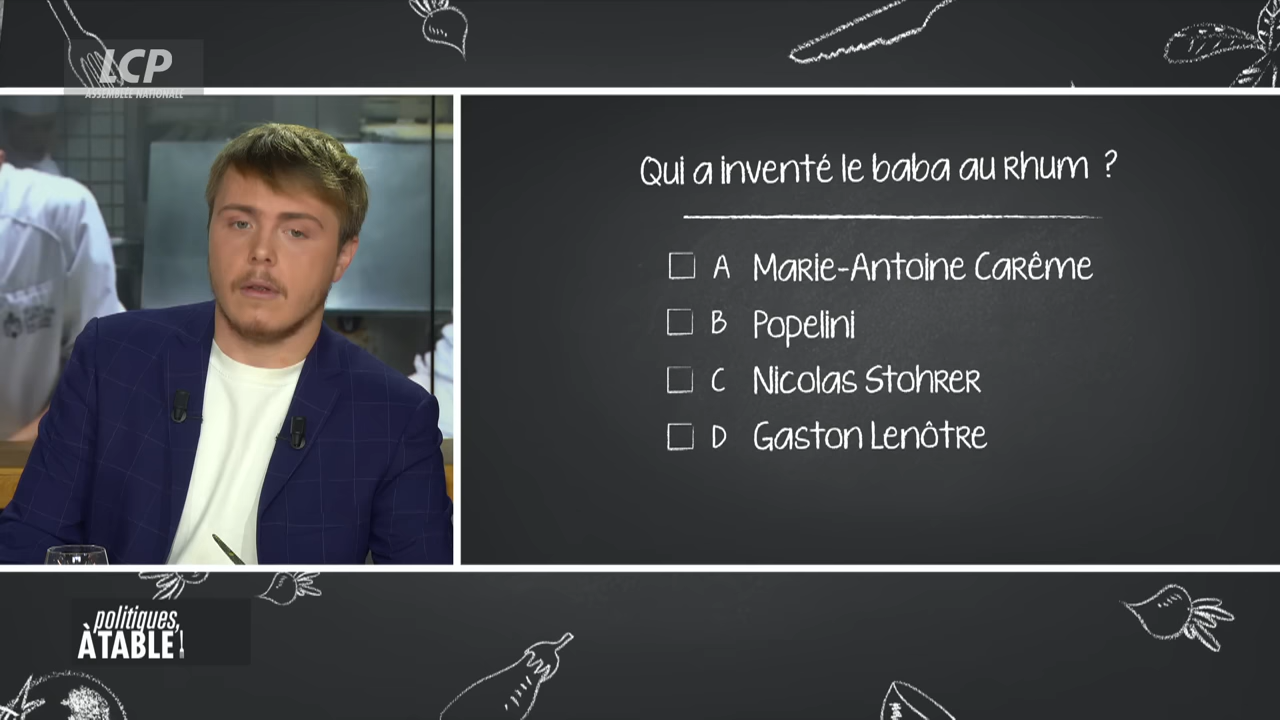 LCP
ASSEMBLÉE NATIONALE
Qui a inventé le baba au rhum ?
A Marie-Antoine Carême
B Popelini
C Nicolas Stohrer
D Gaston Lenôtre
politiques,
À TABLE!